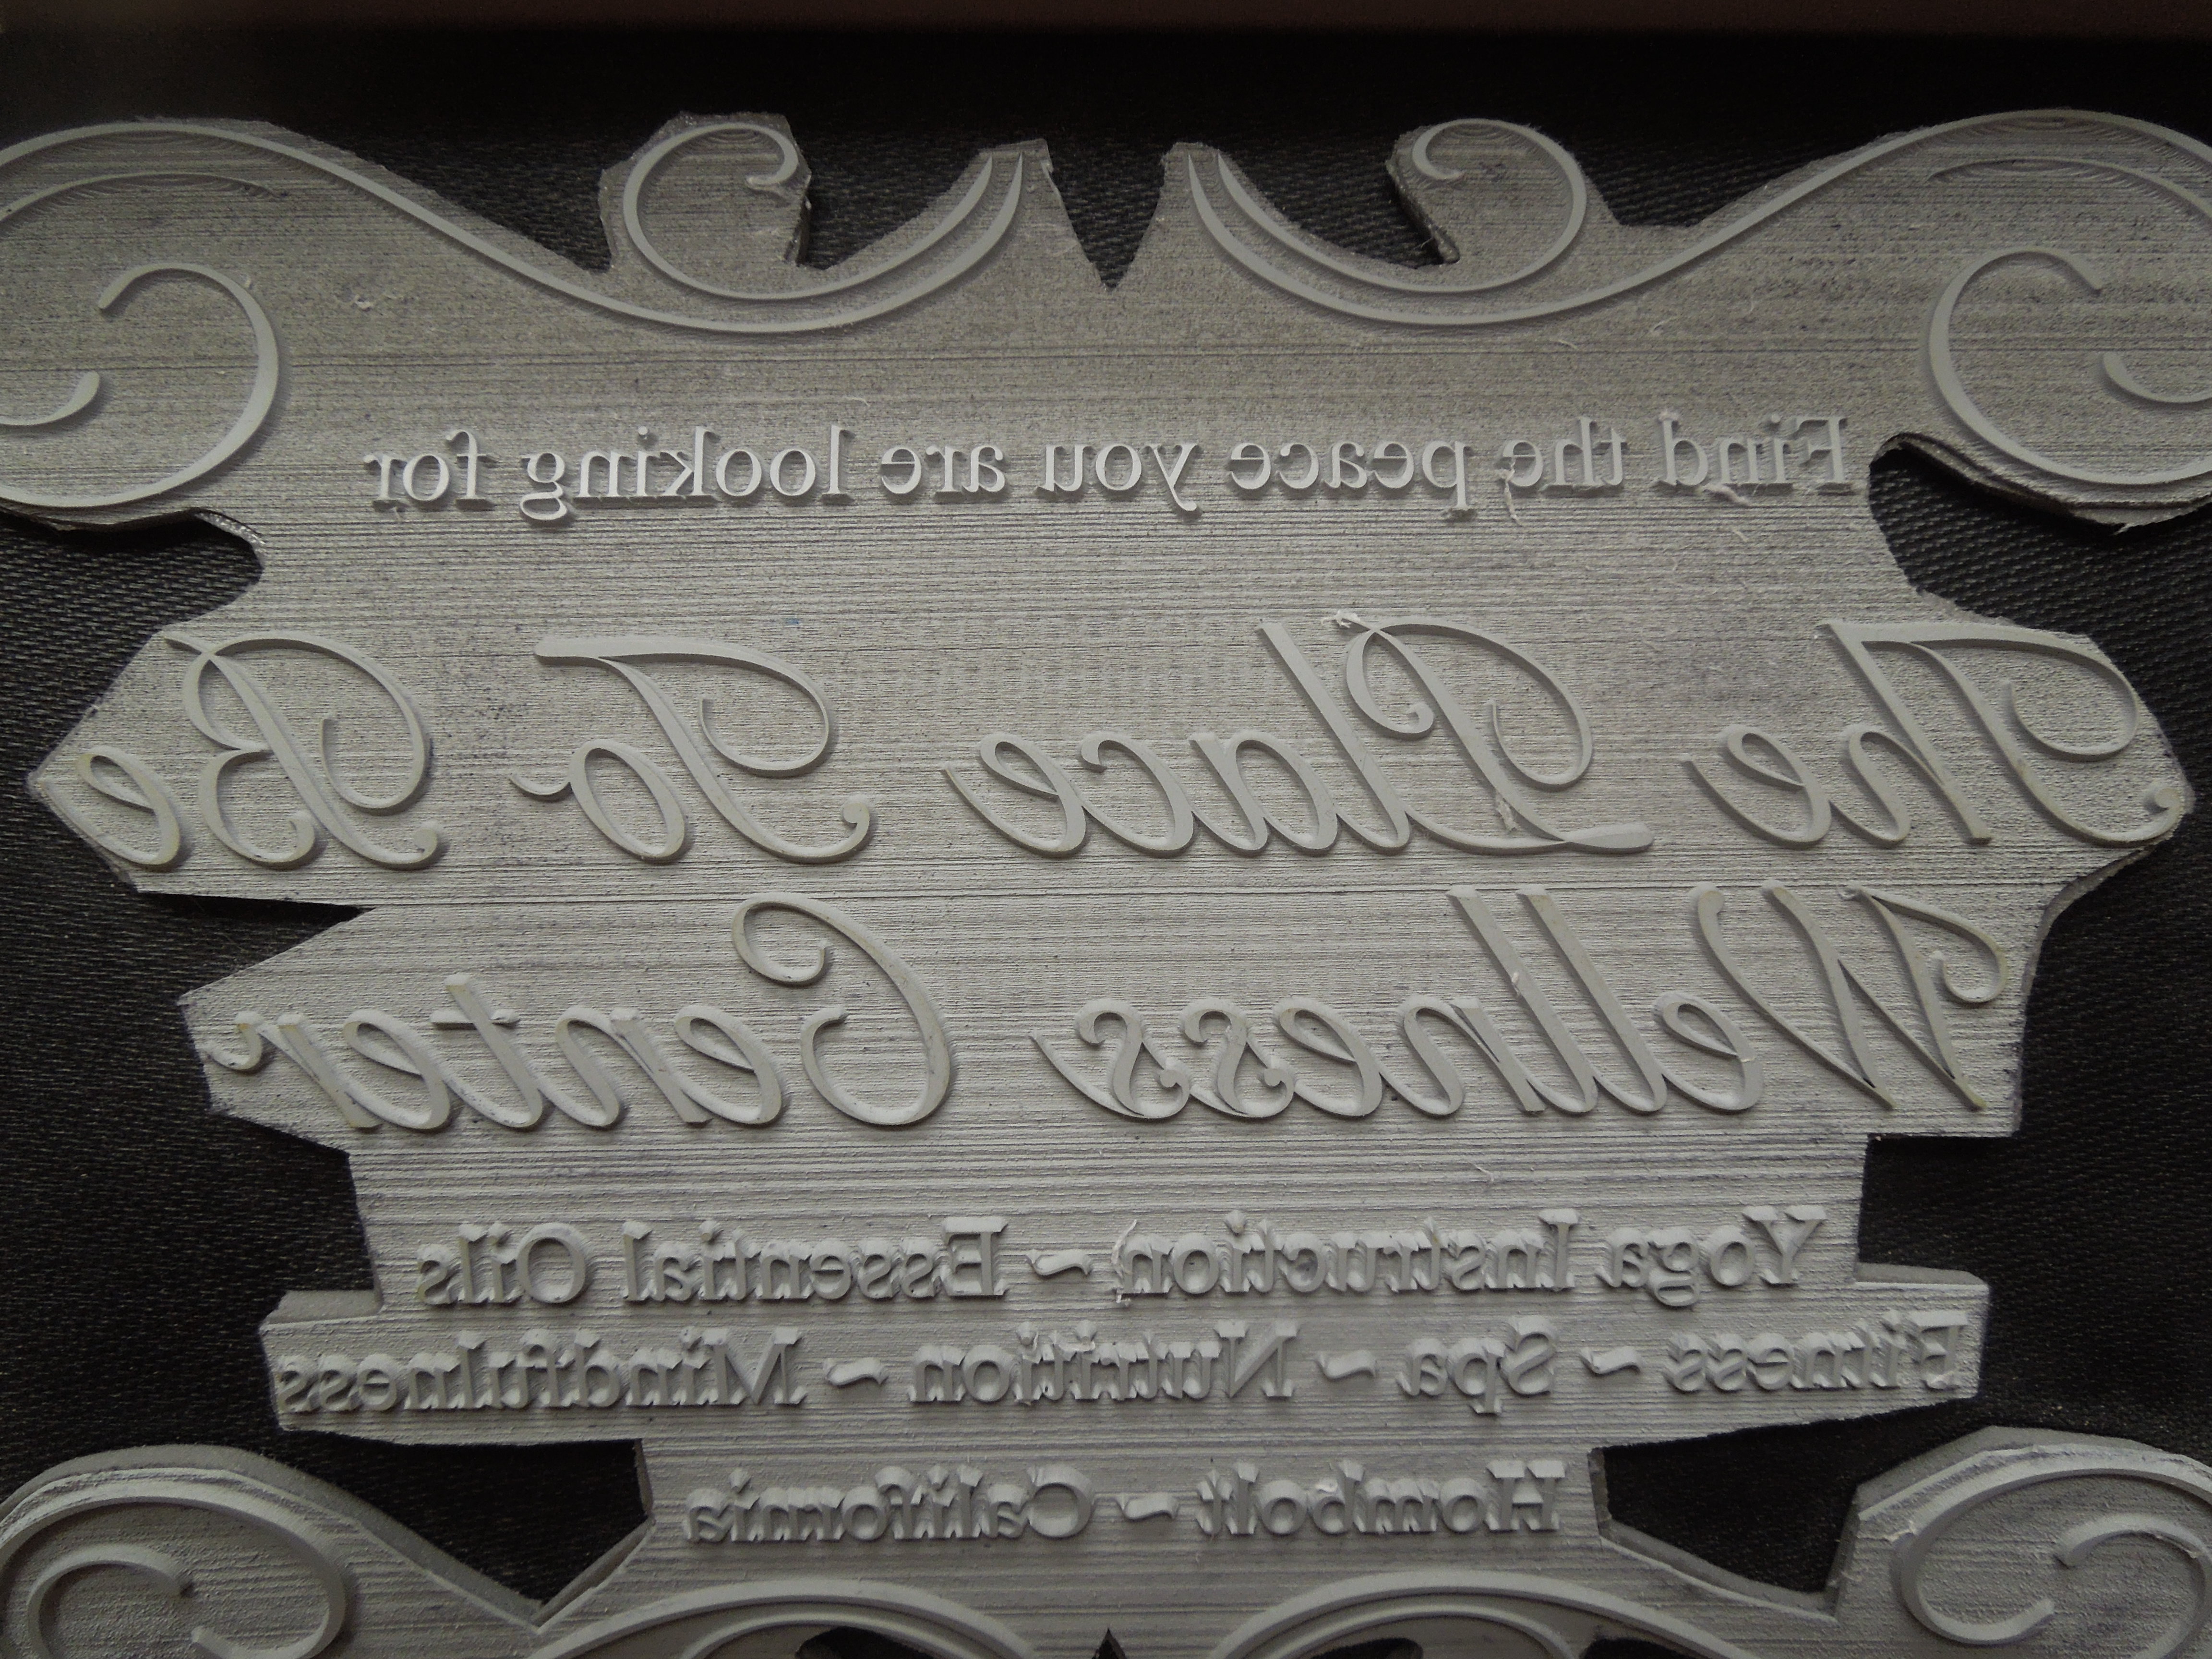 Find the peace you are looking for
The Place To Be
Wellness Center
Yoga Instruction ~ Essential Oils
Fitness ~ Spa ~ Nutrition ~ Mindfulness
Hombolt ~ California